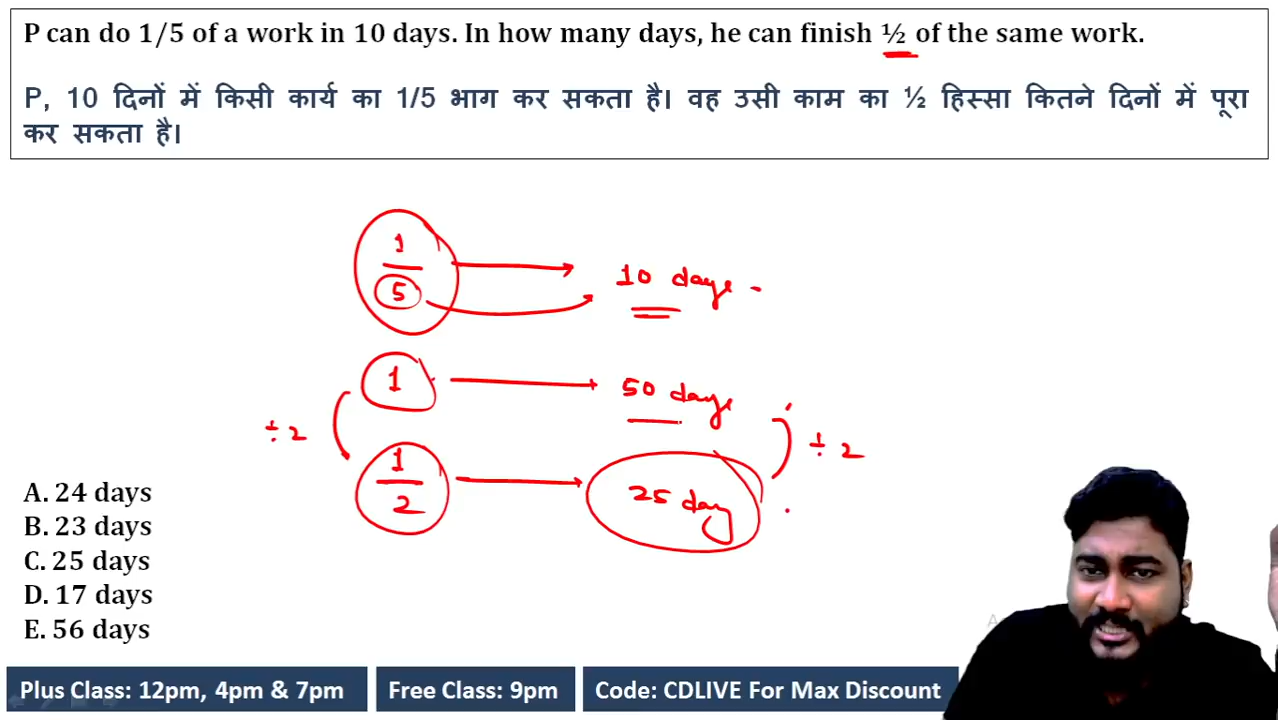 P can do 1/5 of a work in 10 days. In how many days, he can finish ½ of the same work.
P, 10 दिनों में किसी कार्य का 1/5 भाग कर सकता है। वह उसी काम का ½ हिस्सा कितने दिनों में पूरा
कर सकता है।
1/5 10 days
1 50 days
÷2 ÷2
1/2 25 day
A. 24 days
B. 23 days
C. 25 days
D. 17 days
E. 56 days
Plus Class: 12pm, 4pm & 7pm Free Class: 9pm Code: CDLIVE For Max Discount